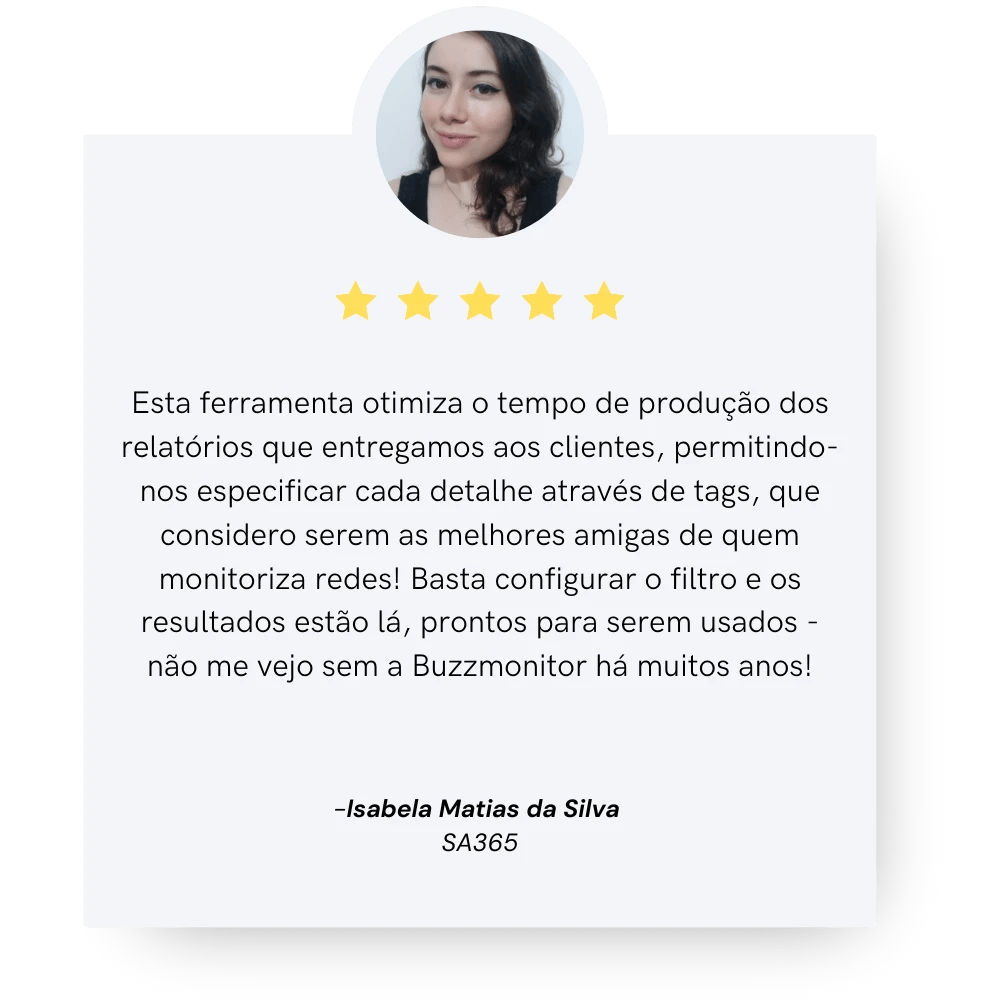 Esta ferramenta otimiza o tempo de produção dos
relatórios que entregamos aos clientes, permitindo-
nos especificar cada detalhe através de tags, que
considero serem as melhores amigas de quem
monitoriza redes! Basta configurar o filtro e os
resultados estão lá, prontos para serem usados -
não me vejo sem a Buzzmonitor há muitos anos!
–Isabela Matias da Silva
SA365